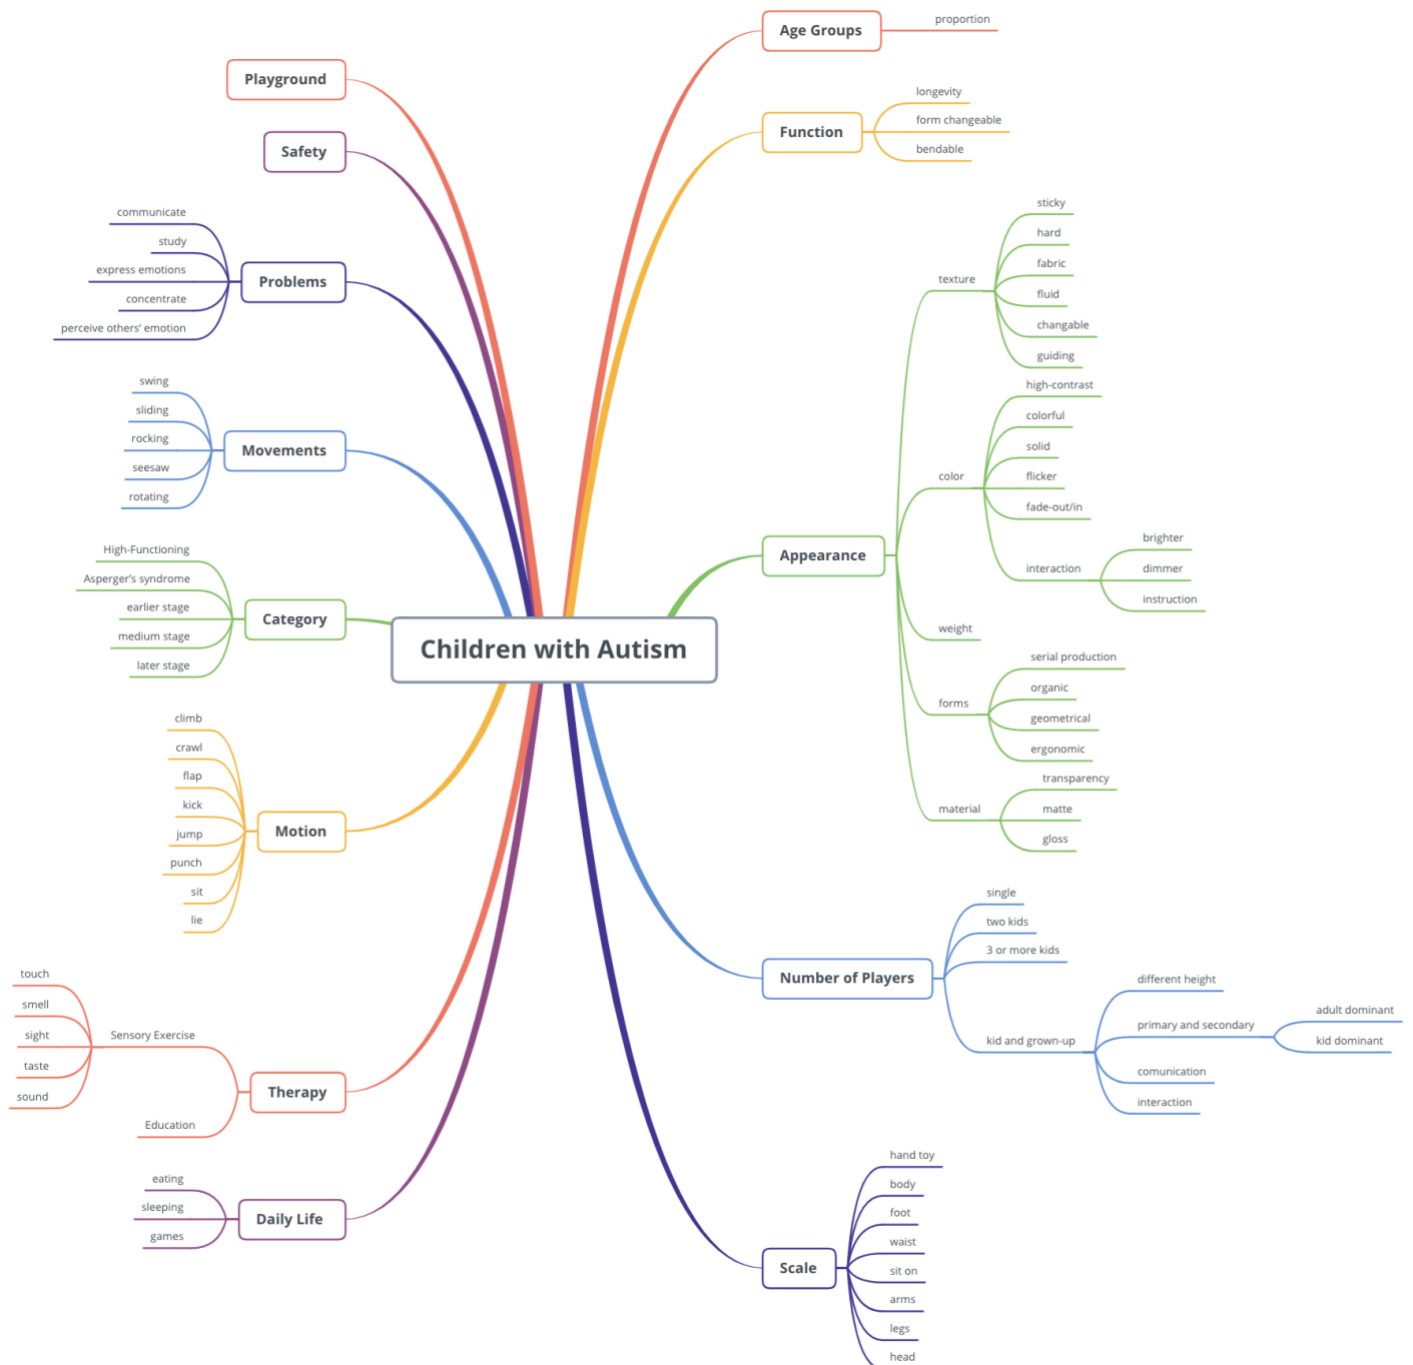 Children with Autism
Age Groups
proportion
Function
longevity
form changeable
bendable
Appearance
texture
sticky
hard
fabric
fluid
changable
guiding
color
high-contrast
colorful
solid
flicker
fade-out/in
interaction
brighter
dimmer
instruction
weight
forms
serial production
organic
geometrical
ergonomic
material
transparency
matte
gloss
Number of Players
single
two kids
3 or more kids
kid and grown-up
different height
primary and secondary
adult dominant
kid dominant
comunication
interaction
Scale
hand toy
body
foot
waist
sit on
arms
legs
head
Playground
Safety
Problems
communicate
study
express emotions
concentrate
perceive others' emotion
Movements
swing
sliding
rocking
seesaw
rotating
Category
High-Functioning
Asperger's syndrome
earlier stage
medium stage
later stage
Motion
climb
crawl
flap
kick
jump
punch
sit
lie
Therapy
Sensory Exercise
touch
smell
sight
taste
sound
Education
Daily Life
eating
sleeping
games